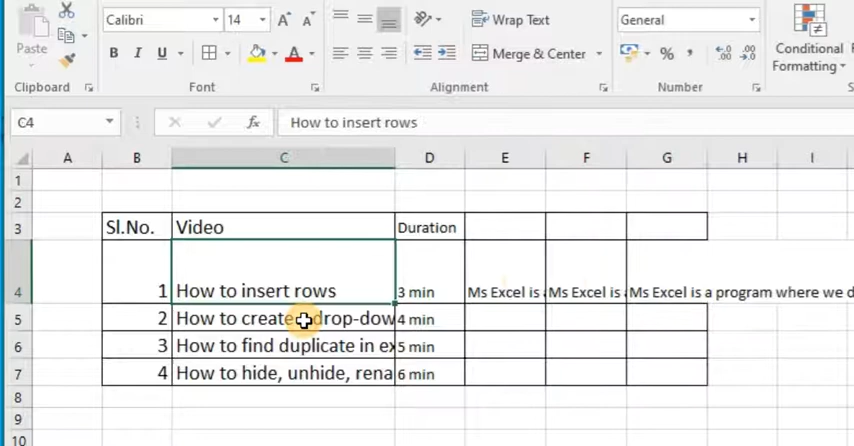 Calibri 14 A A Wrap Text General
Paste B I U A Merge & Center % Conditional
Formatting
Clipboard Font Alignment Number
C4 fx How to insert rows
A B C D E F G H I
1
2
3 Sl.No. Video Duration
4 1 How to insert rows 3 min Ms Excel is Ms Excel is Ms Excel is a program where we d
5 2 How to create drop-dow 4 min
6 3 How to find duplicate in ex 5 min
7 4 How to hide, unhide, rena 6 min
8
9
10